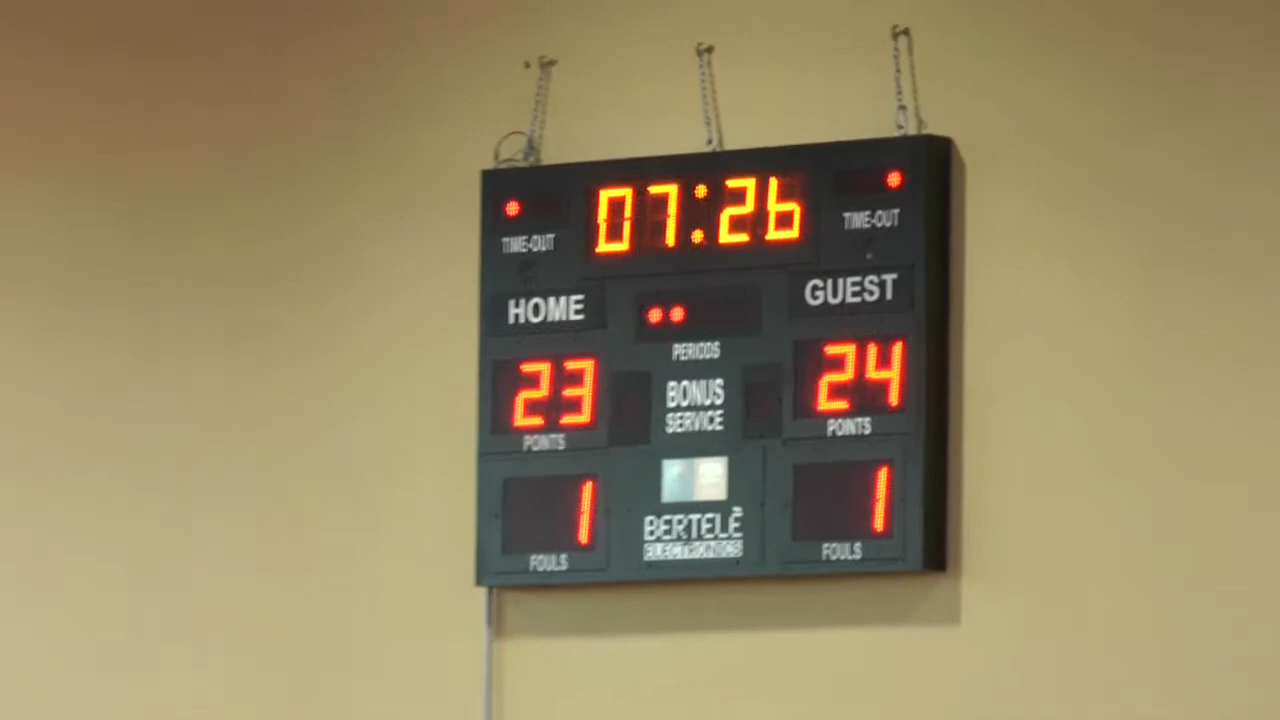 07:26
TIME-OUT
TIME-OUT
HOME
GUEST
PERIODS
23
24
BONUS
SERVICE
POINTS
POINTS
1
1
BERTELÈ
ELECTRONICS
FOULS
FOULS